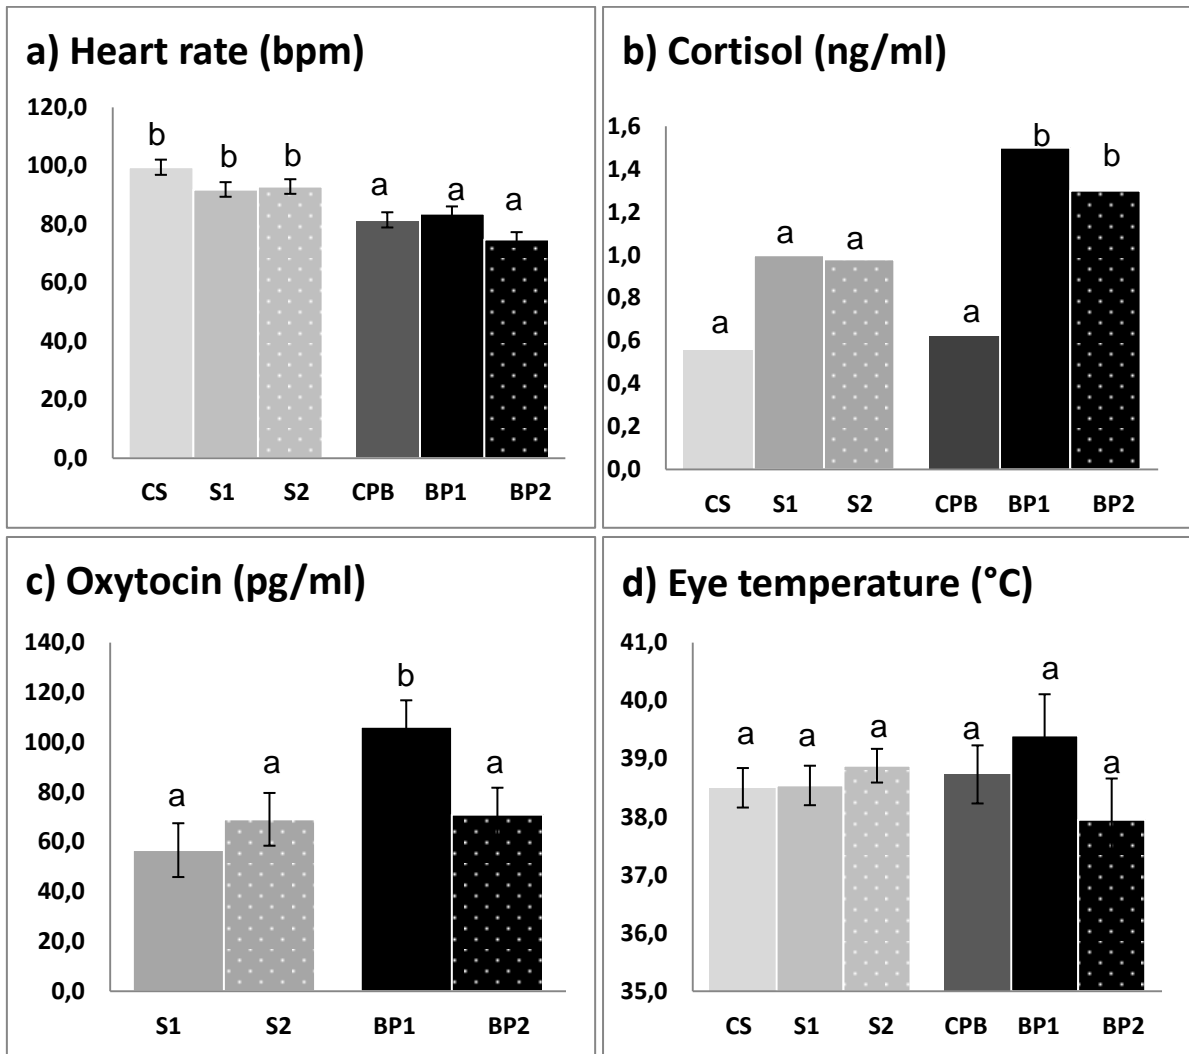 a) Heart rate (bpm)
120,0
100,0
80,0
60,0
40,0
20,0
0,0
b b b a a a
CS S1 S2 CPB BP1 BP2
b) Cortisol (ng/ml)
1,6
1,4
1,2
1,0
0,8
0,6
0,4
0,2
0,0
a a a a b b
CS S1 S2 CPB BP1 BP2
c) Oxytocin (pg/ml)
140,0
120,0
100,0
80,0
60,0
40,0
20,0
0,0
a a b a
S1 S2 BP1 BP2
d) Eye temperature (°C)
41,0
40,0
39,0
38,0
37,0
36,0
35,0
a a a a a a
CS S1 S2 CPB BP1 BP2